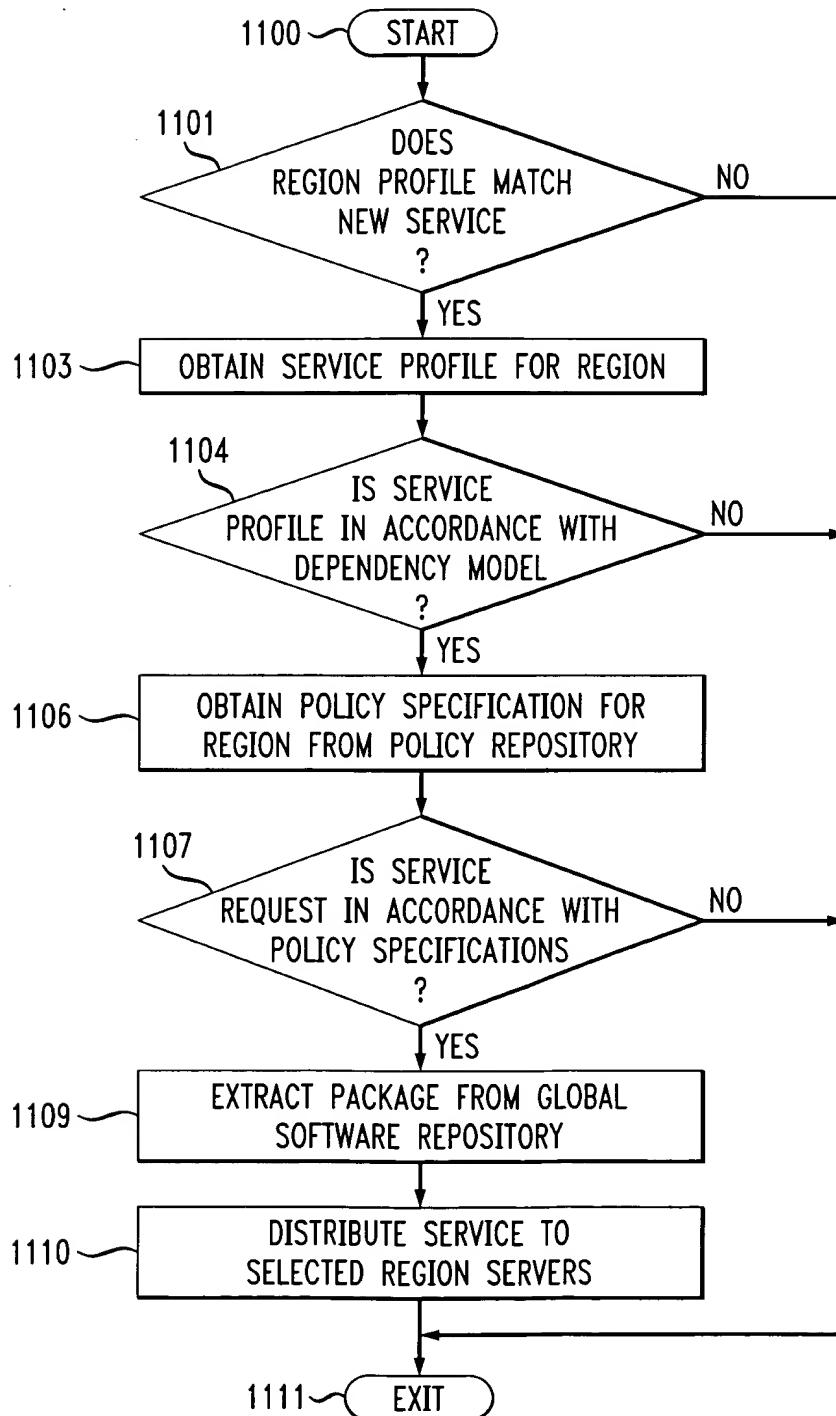 1100
START
1101
DOES
REGION PROFILE MATCH
NEW SERVICE
?
NO
YES
1103
OBTAIN SERVICE PROFILE FOR REGION
1104
IS SERVICE
PROFILE IN ACCORDANCE WITH
DEPENDENCY MODEL
?
NO
YES
1106
OBTAIN POLICY SPECIFICATION FOR
REGION FROM POLICY REPOSITORY
1107
IS SERVICE
REQUEST IN ACCORDANCE WITH
POLICY SPECIFICATIONS
?
NO
YES
1109
EXTRACT PACKAGE FROM GLOBAL
SOFTWARE REPOSITORY
1110
DISTRIBUTE SERVICE TO
SELECTED REGION SERVERS
1111
EXIT